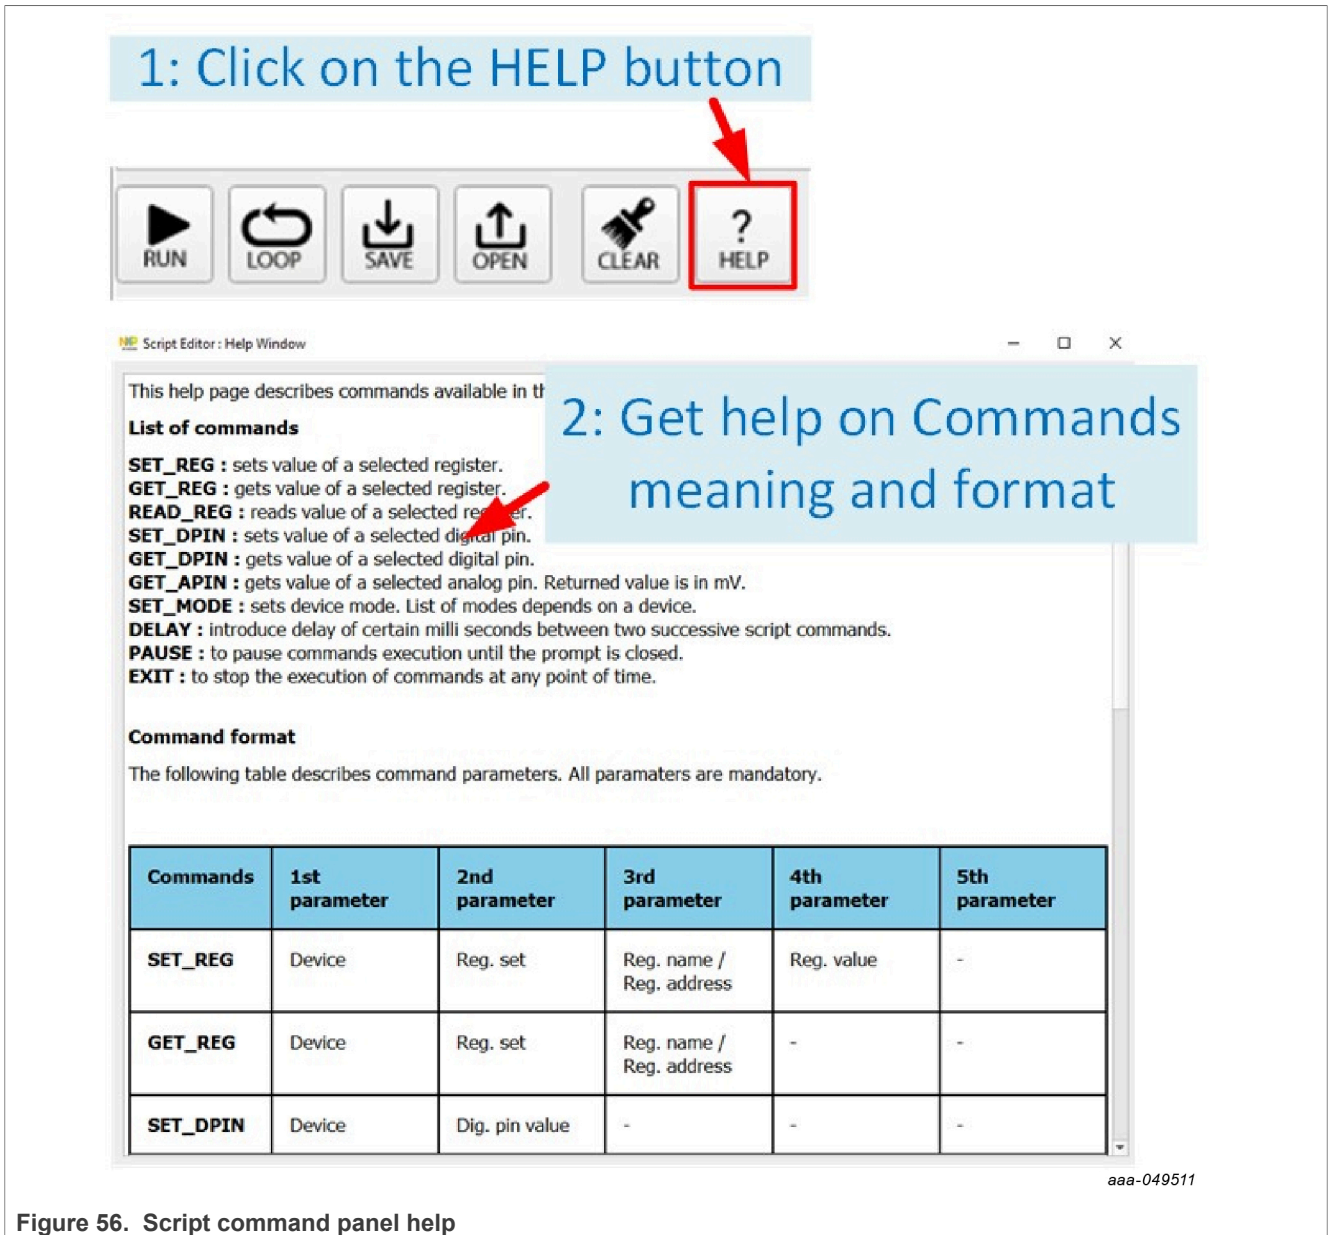 1: Click on the HELP button
RUN
LOOP
SAVE
OPEN
CLEAR
?
HELP
NXP Script Editor : Help Window
This help page describes commands available in th
2: Get help on Commands
meaning and format
List of commands
SET_REG : sets value of a selected register.
GET_REG : gets value of a selected register.
READ_REG : reads value of a selected register.
SET_DPIN : sets value of a selected digital pin.
GET_DPIN : gets value of a selected digital pin.
GET_APIN : gets value of a selected analog pin. Returned value is in mV.
SET_MODE : sets device mode. List of modes depends on a device.
DELAY : introduce delay of certain milli seconds between two successive script commands.
PAUSE : to pause commands execution until the prompt is closed.
EXIT : to stop the execution of commands at any point of time.
Command format
The following table describes command parameters. All paramaters are mandatory.
Commands 1st parameter 2nd parameter 3rd parameter 4th parameter 5th parameter
SET_REG Device Reg. set Reg. name / Reg. address Reg. value -
GET_REG Device Reg. set Reg. name / Reg. address - -
SET_DPIN Device Dig. pin value - - -
aaa-049511
Figure 56. Script command panel help